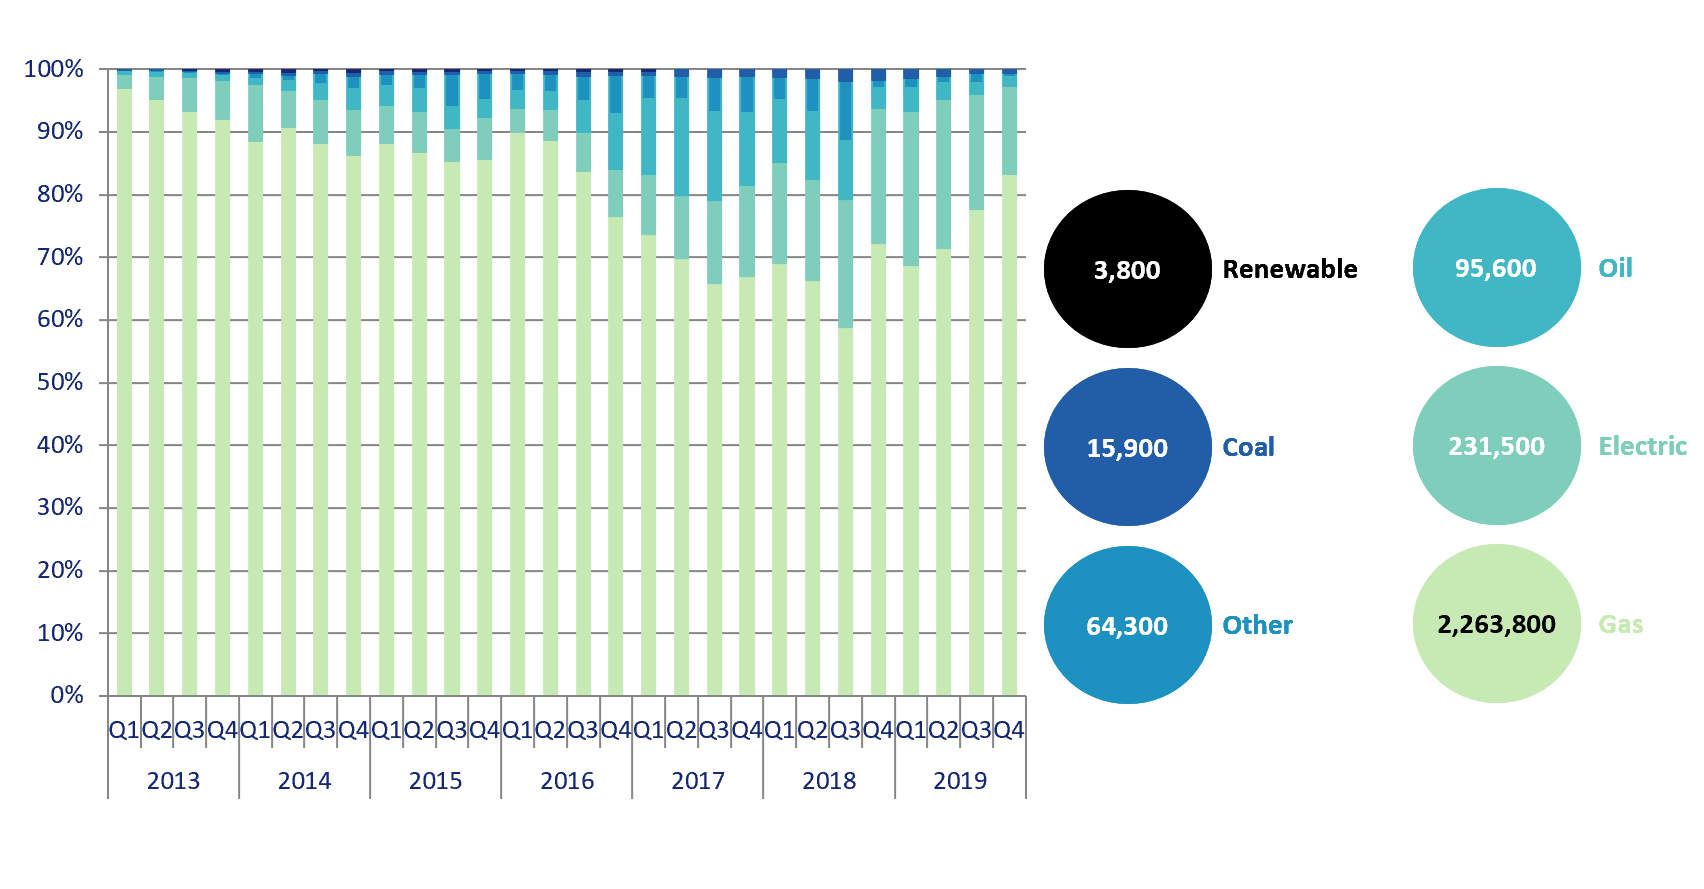 100%
90%
80%
70%
60%
50%
40%
30%
20%
10%
0%
Q1 Q2 Q3 Q4 Q1 Q2 Q3 Q4 Q1 Q2 Q3 Q4 Q1 Q2 Q3 Q4 Q1 Q2 Q3 Q4 Q1 Q2 Q3 Q4 Q1 Q2 Q3 Q4
2013 2014 2015 2016 2017 2018 2019
3,800 Renewable
95,600 Oil
15,900 Coal
231,500 Electric
64,300 Other
2,263,800 Gas